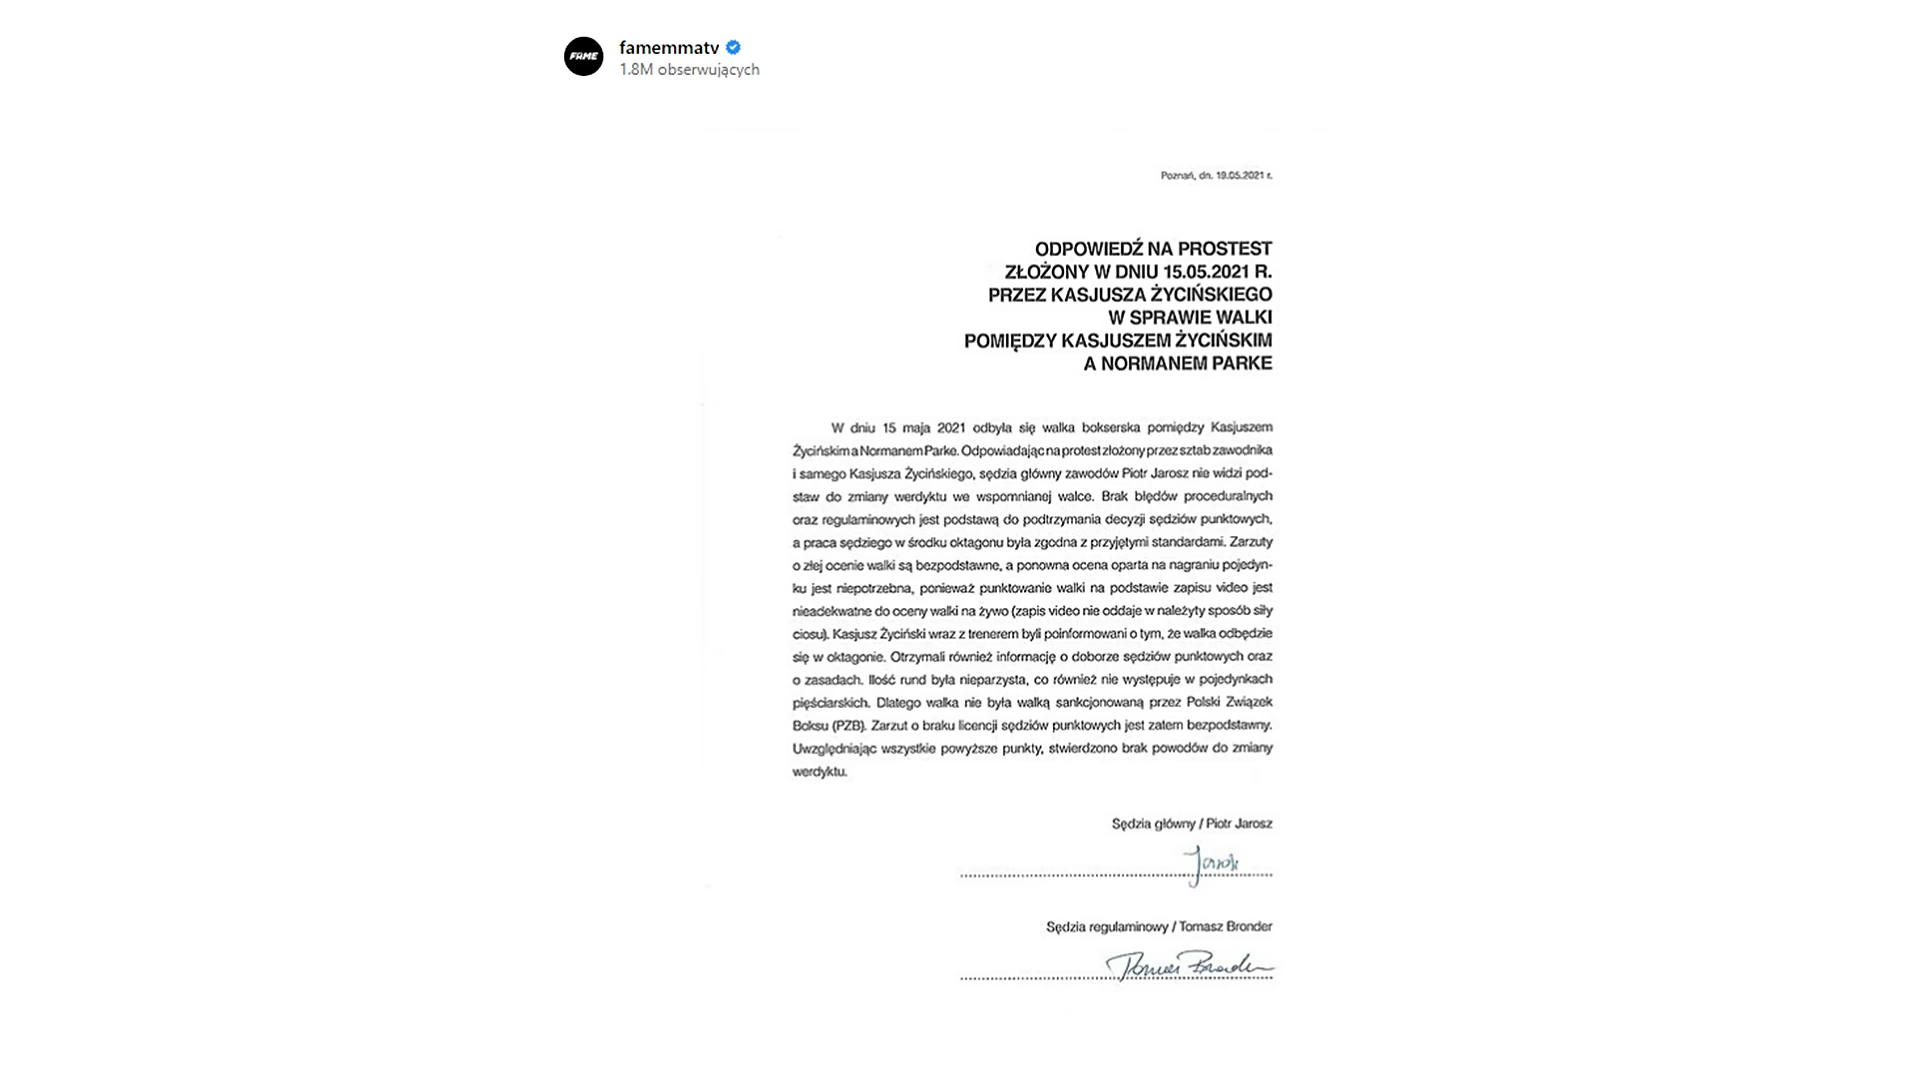 FAME
famemmatv
1.8M obserwujących
Poznań, dn. 19.05.2021 r.
ODPOWIEDŹ NA PROSTEST
ZŁOŻONY W DNIU 15.05.2021 R.
PRZEZ KASJUSZA ŻYCIŃSKIEGO
W SPRAWIE WALKI
POMIĘDZY KASJUSZEM ŻYCIŃSKIM
A NORMANEM PARKE
W dniu 15 maja 2021 odbyła się walka bokserska pomiędzy Kasjuszem
Życińskim a Normanem Parke. Odpowiadając na protest złożony przez sztab zawodnika
i samego Kasjusza Życińskiego, sędzia główny zawodów Piotr Jarosz nie widzi pod-
staw do zmiany werdyktu we wspomnianej walce. Brak błędów proceduralnych
oraz regulaminowych jest podstawą do podtrzymania decyzji sędziów punktowych,
a praca sędziego w środku oktagonu była zgodna z przyjętymi standardami. Zarzuty
o złej ocenie walki są bezpodstawne, a ponowna ocena oparta na nagraniu pojedyn-
ku jest niepotrzebna, ponieważ punktowanie walki na podstawie zapisu video jest
nieadekwatne do oceny walki na żywo (zapis video nie oddaje w należyty sposób siły
ciosu). Kasjusz Życiński wraz z trenerem byli poinformowani o tym, że walka odbędzie
się w oktagonie. Otrzymali również informację o doborze sędziów punktowych oraz
o zasadach. Ilość rund była nieparzysta, co również nie występuje w pojedynkach
pięściarskich. Dlatego walka nie była walką sankcjonowaną przez Polski Związek
Boksu (PZB). Zarzut o braku licencji sędziów punktowych jest zatem bezpodstawny.
Uwzględniając wszystkie powyższe punkty, stwierdzono brak powodów do zmiany
werdyktu.
Sędzia główny / Piotr Jarosz
Jarosz
Sędzia regulaminowy / Tomasz Bronder
Tomasz Bronder